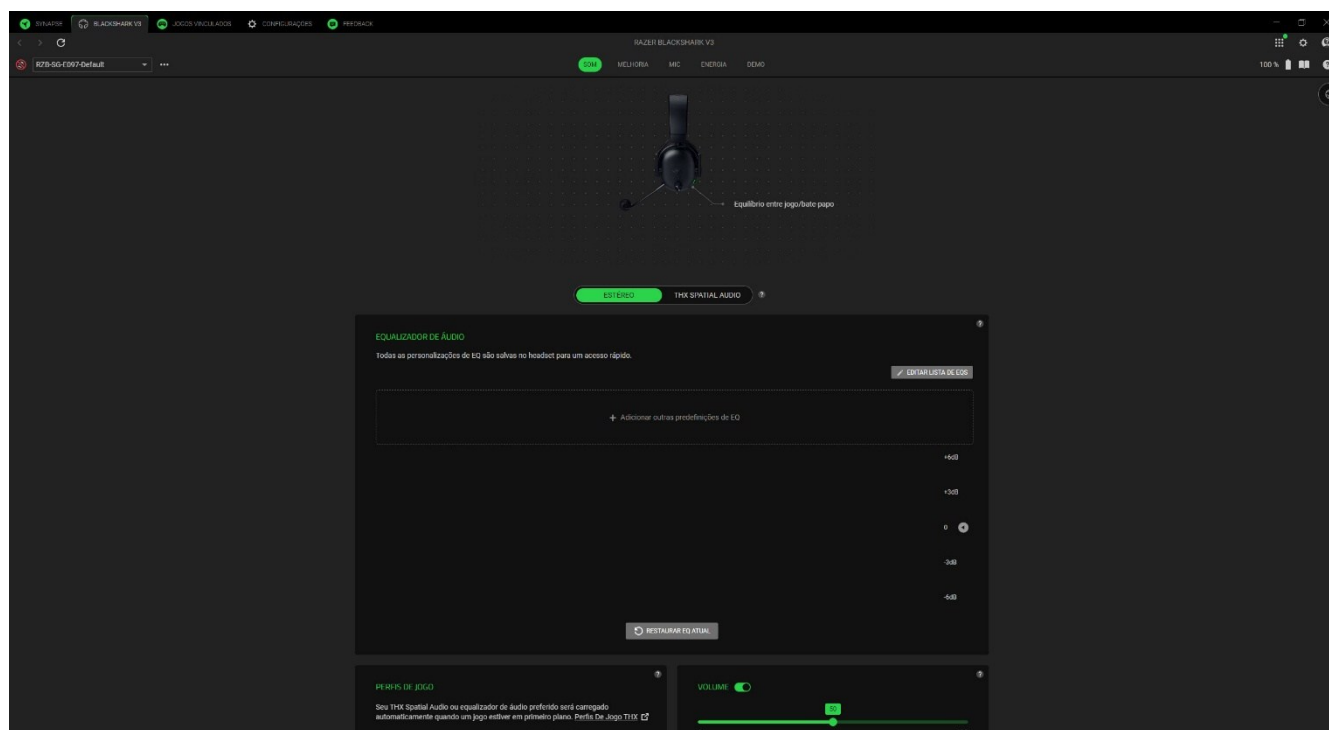 SYNAPSE BLACKSHARK V3 JOGOS VINCULADOS CONFIGURAÇÕES FEEDBACK
RAZER BLACKSHARK V3
RZB-SG-E097-Default SOM MELHORIA MIC ENERGIA DEMO 100 %
Equilíbrio entre jogo/bate papo
ESTÉREO THX SPATIAL AUDIO ?
EQUALIZADOR DE ÁUDIO ?
Todas as personalizações de EQ são salvas no headset para um acesso rápido.
EDITAR LISTA DE EQS
+ Adicionar outras predefinições de EQ
+6dB
+3dB
0
-3dB
-6dB
RESTAURAR EQ ATUAL
PERFIS DE JOGO ?
Seu THX Spatial Audio ou equalizador de áudio preferido será carregado
automaticamente quando um jogo estiver em primeiro plano. Perfis De Jogo THX
VOLUME ?
50